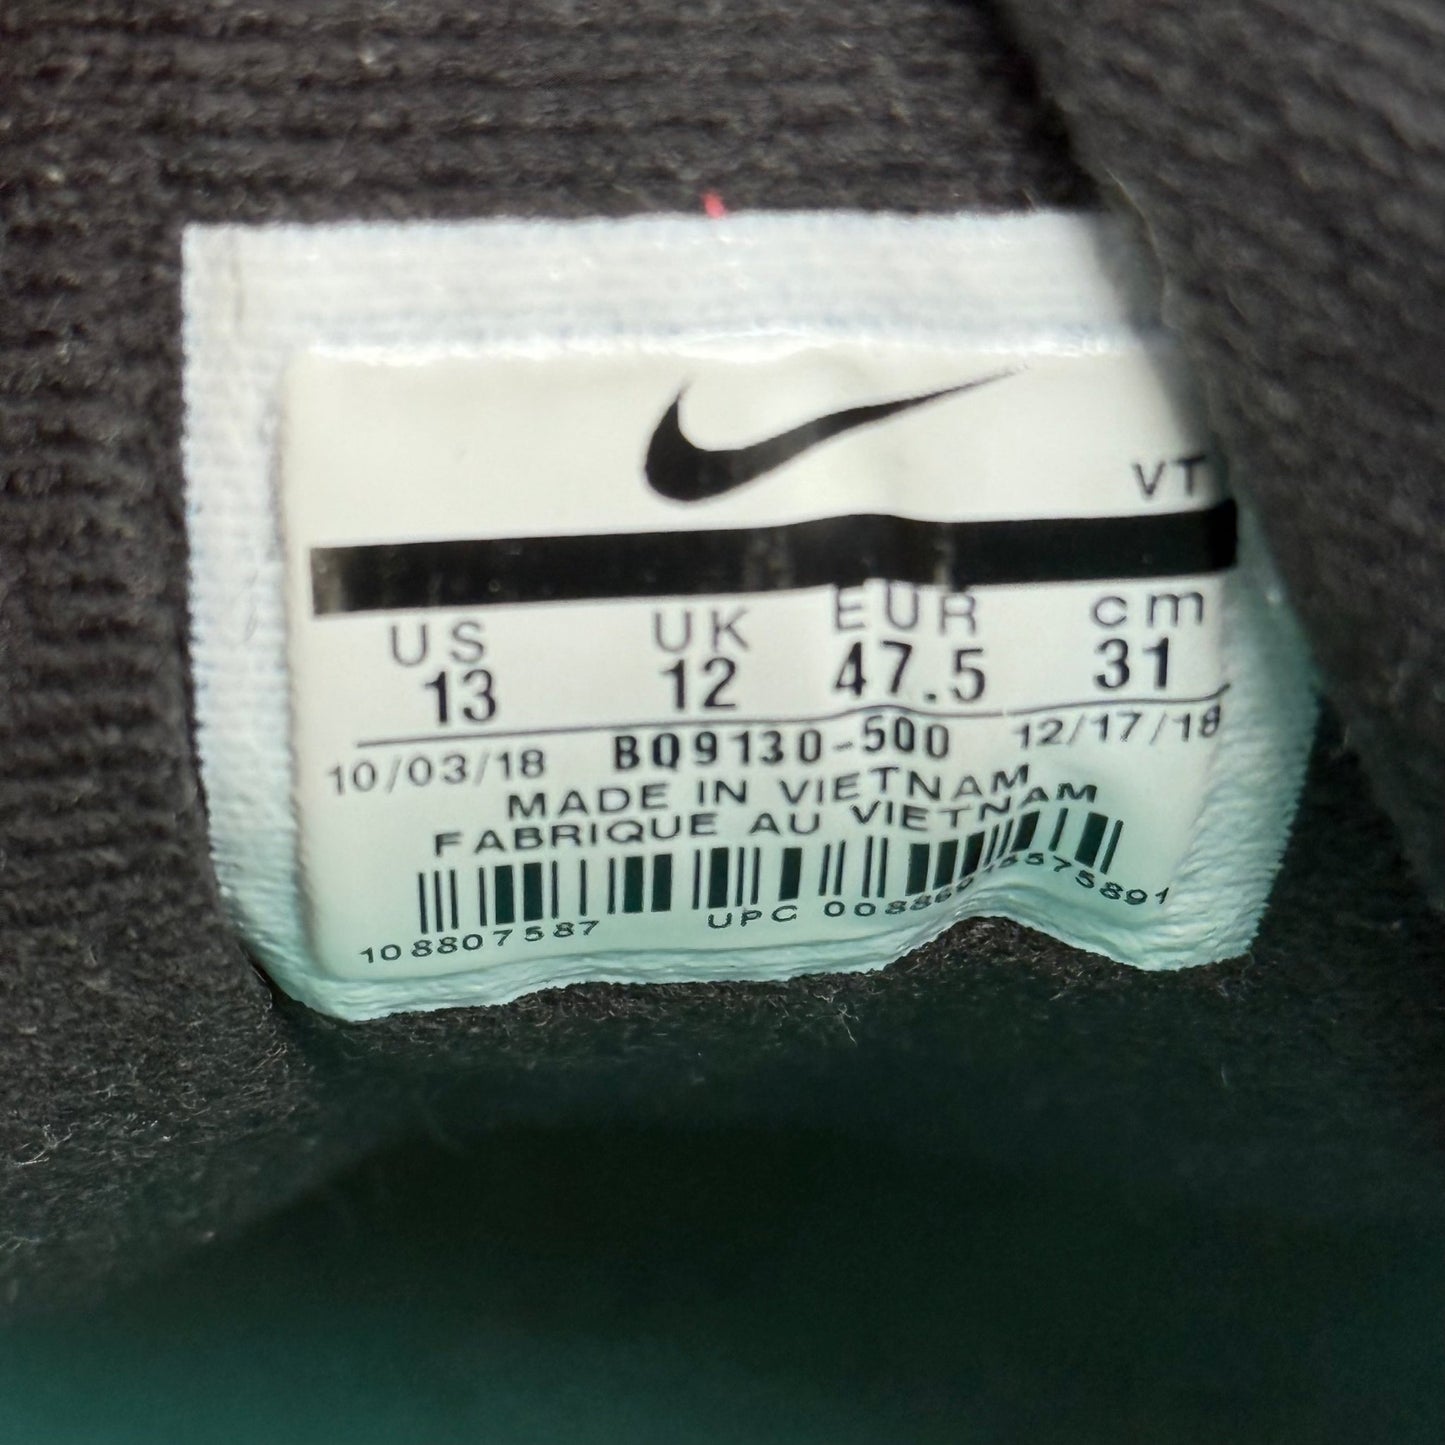 VT
US UK EUR cm
13 12 47.5 31
10/03/18 BQ9130-500 12/17/18
MADE IN VIETNAM
FABRIQUE AU VIETNAM
108807587 UPC